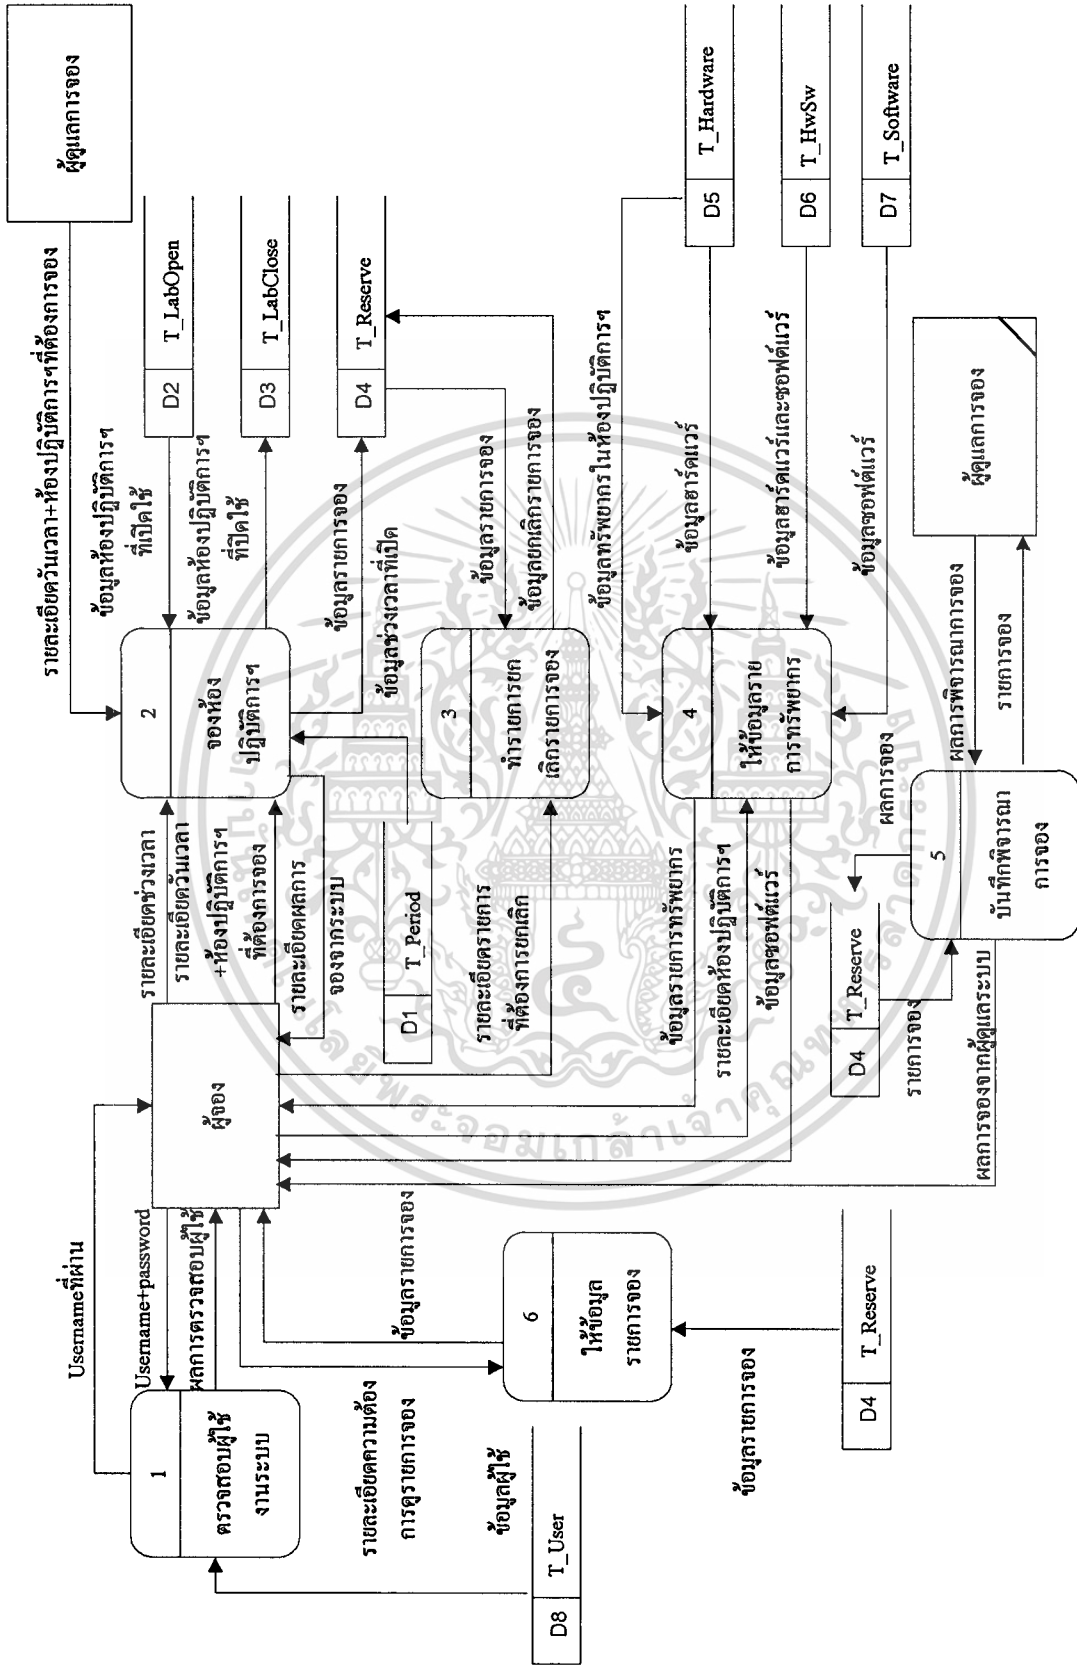 Usernameที่ผ่าน
1
ตรวจสอบผู้ใช้
งานระบบ
Username+password
ผลการตรวจสอบผู้ใช้
ผู้จอง
รายละเอียดช่วงเวลา
รายละเอียดวันเวลา
+ห้องปฏิบัติการฯ
ที่ต้องการจอง
รายละเอียดผลการ
จองจากระบบ
2
จองห้อง
ปฏิบัติการฯ
รายละเอียดวันเวลา+ห้องปฏิบัติการฯที่ต้องการจอง
ผู้ดูแลการจอง
ข้อมูลห้องปฏิบัติการฯ
ที่เปิดใช้
D2
T_LabOpen
ข้อมูลห้องปฏิบัติการฯ
ที่ปิดใช้
D3
T_LabClose
ข้อมูลรายการจอง
D4
T_Reserve
ข้อมูลช่วงเวลาที่เปิด
D1
T_Period
3
ทำรายการยก
เลิกรายการจอง
ข้อมูลรายการจอง
ข้อมูลยกเลิกรายการจอง
รายละเอียดรายการ
ที่ต้องการยกเลิก
4
ให้ข้อมูลราย
การทรัพยากร
ข้อมูลทรัพยากรในห้องปฏิบัติการฯ
ข้อมูลฮาร์ดแวร์
D5
T_Hardware
ข้อมูลฮาร์ดแวร์และซอฟต์แวร์
D6
T_HwSw
ข้อมูลซอฟต์แวร์
D7
T_Software
ข้อมูลรายการทรัพยากร
รายละเอียดห้องปฏิบัติการฯ
ข้อมูลซอฟต์แวร์
รายละเอียดความต้อง
การดูรายการจอง
ข้อมูลรายการจอง
6
ให้ข้อมูล
รายการจอง
ข้อมูลผู้ใช้
D8
T_User
ข้อมูลรายการจอง
D4
T_Reserve
ผลการจอง
D4
T_Reserve
รายการจอง
ผลการจองจากผู้ดูแลระบบ
5
บันทึกพิจารณา
การจอง
ผลการพิจารณาการจอง
รายการจอง
ผู้ดูแลการจอง